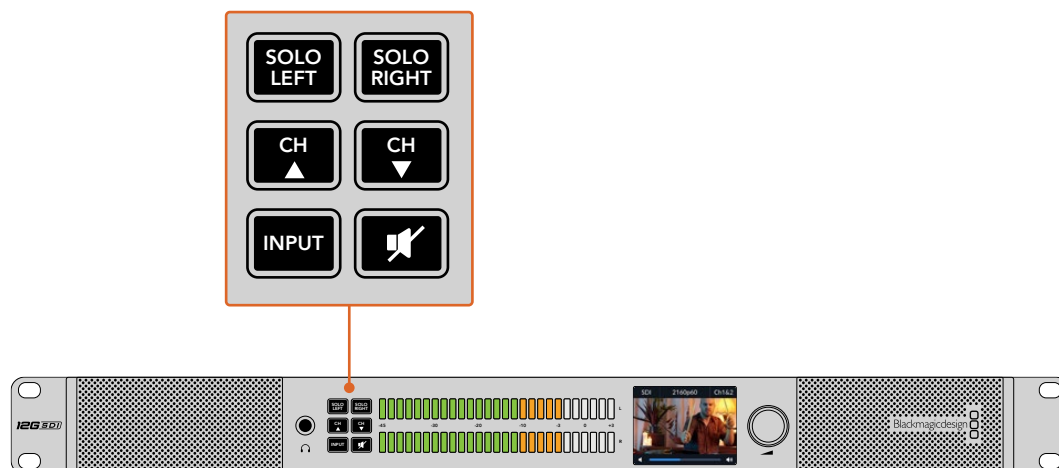 SOLO
LEFT
SOLO
RIGHT
CH
CH
INPUT
12G SDI
SOLO
LEFT
SOLO
RIGHT
CH
CH
INPUT
L
-45 -30 -20 -10 -3 0 +3
R
SDI 2160p60 Ch1&2
Blackmagicdesign